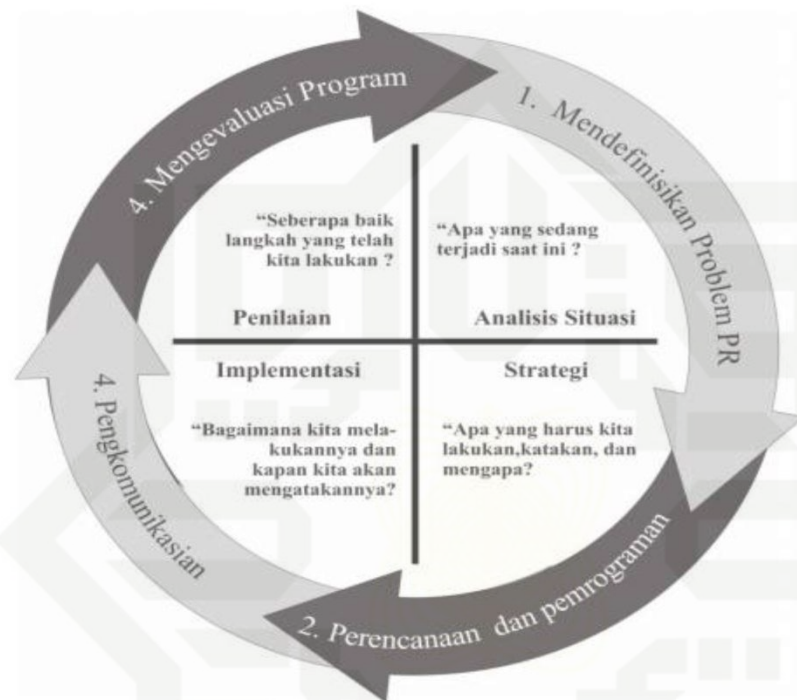 4. Mengevaluasi Program
1. Mendefinisikan Problem PR
“Seberapa baik
langkah yang telah
kita lakukan ?
Penilaian
“Apa yang sedang
terjadi saat ini ?
Analisis Situasi
Implementasi
“Bagaimana kita mela-
kukannya dan
kapan kita akan
mengatakannya?
Strategi
“Apa yang harus kita
lakukan,katakan, dan
mengapa?
4. Pengkomunikasian
2. Perencanaan dan pemrograman